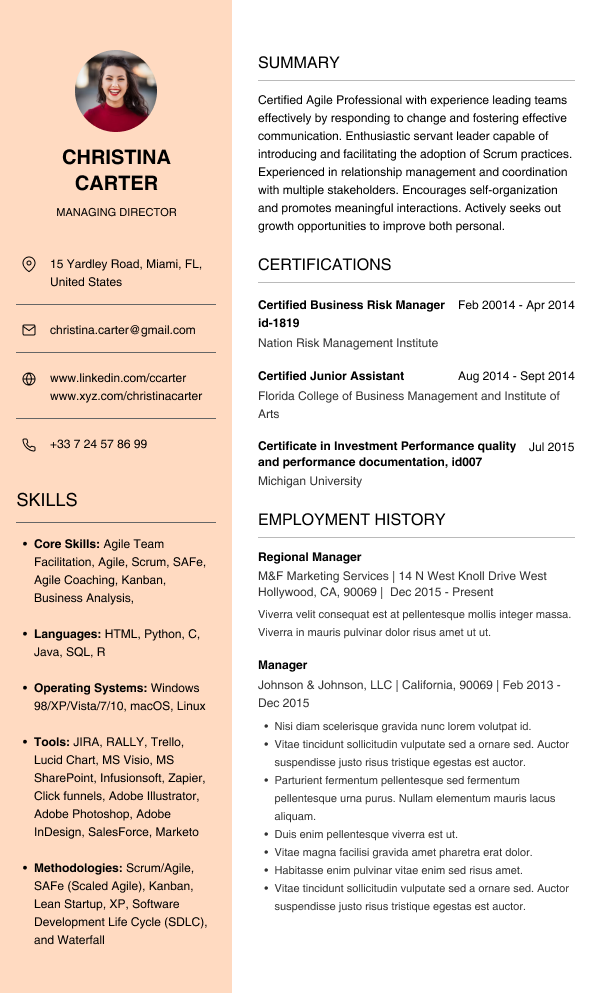 CHRISTINA
CARTER
MANAGING DIRECTOR
15 Yardley Road, Miami, FL,
United States
christina.carter@gmail.com
www.linkedin.com/ccarter
www.xyz.com/christinacarter
+33 7 24 57 86 99
SKILLS
• Core Skills: Agile Team
Facilitation, Agile, Scrum, SAFe,
Agile Coaching, Kanban,
Business Analysis,
• Languages: HTML, Python, C,
Java, SQL, R
• Operating Systems: Windows
98/XP/Vista/7/10, macOS, Linux
• Tools: JIRA, RALLY, Trello,
Lucid Chart, MS Visio, MS
SharePoint, Infusionsoft, Zapier,
Click funnels, Adobe Illustrator,
Adobe Photoshop, Adobe
InDesign, SalesForce, Marketo
• Methodologies: Scrum/Agile,
SAFe (Scaled Agile), Kanban,
Lean Startup, XP, Software
Development Life Cycle (SDLC),
and Waterfall
SUMMARY
Certified Agile Professional with experience leading teams
effectively by responding to change and fostering effective
communication. Enthusiastic servant leader capable of
introducing and facilitating the adoption of Scrum practices.
Experienced in relationship management and coordination
with multiple stakeholders. Encourages self-organization
and promotes meaningful interactions. Actively seeks out
growth opportunities to improve both personal.
CERTIFICATIONS
Certified Business Risk Manager Feb 20014 - Apr 2014
id-1819
Nation Risk Management Institute
Certified Junior Assistant Aug 2014 - Sept 2014
Florida College of Business Management and Institute of
Arts
Certificate in Investment Performance quality Jul 2015
and performance documentation, id007
Michigan University
EMPLOYMENT HISTORY
Regional Manager
M&F Marketing Services | 14 N West Knoll Drive West
Hollywood, CA, 90069 | Dec 2015 - Present
Viverra velit consequat est at pellentesque mollis integer massa.
Viverra in mauris pulvinar dolor risus amet ut ut.
Manager
Johnson & Johnson, LLC | California, 90069 | Feb 2013 -
Dec 2015
• Nisi diam scelerisque gravida nunc lorem volutpat id.
• Vitae tincidunt sollicitudin vulputate sed a ornare sed. Auctor
suspendisse justo risus tristique egestas est auctor.
• Parturient fermentum pellentesque sed fermentum
pellentesque urna purus. Nullam elementum mauris lacus
aliquam.
• Duis enim pellentesque viverra est ut.
• Vitae magna facilisi gravida amet pharetra erat dolor.
• Habitasse enim pulvinar vitae enim sed risus amet.
• Vitae tincidunt sollicitudin vulputate sed a ornare sed. Auctor
suspendisse justo risus tristique egestas est auctor.